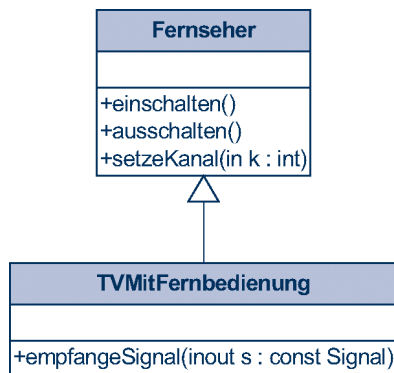 Fernseher
+einschalten()
+ausschalten()
+setzeKanal(in k : int)
TVMitFernbedienung
+empfangeSignal(inout s : const Signal)